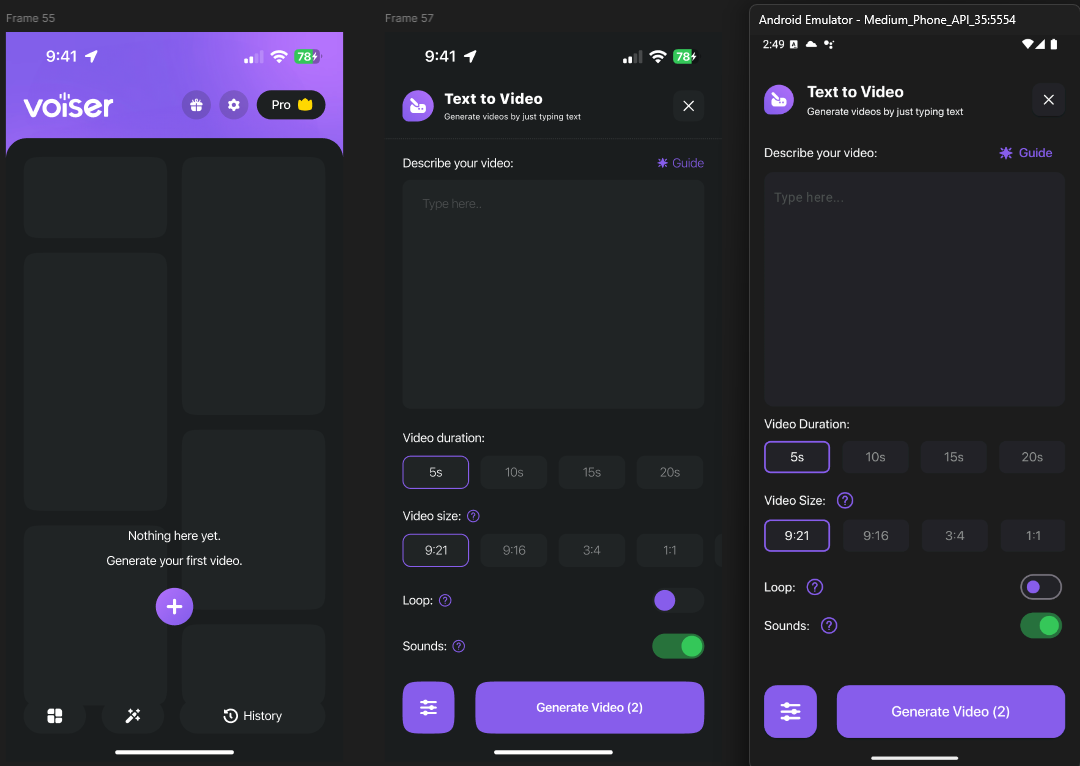 Frame 55
9:41
78
voiser
Pro
Nothing here yet.
Generate your first video.
History
Frame 57
9:41
78
Text to Video
Generate videos by just typing text
Describe your video:
Guide
Type here..
Video duration:
5s 10s 15s 20s
Video size: ?
9:21 9:16 3:4 1:1
Loop: ?
Sounds: ?
Generate Video (2)
Android Emulator - Medium_Phone_API_35:5554
2:49 A
Text to Video
Generate videos by just typing text
Describe your video:
Guide
Type here...
Video Duration:
5s 10s 15s 20s
Video Size: ?
9:21 9:16 3:4 1:1
Loop: ?
Sounds: ?
Generate Video (2)